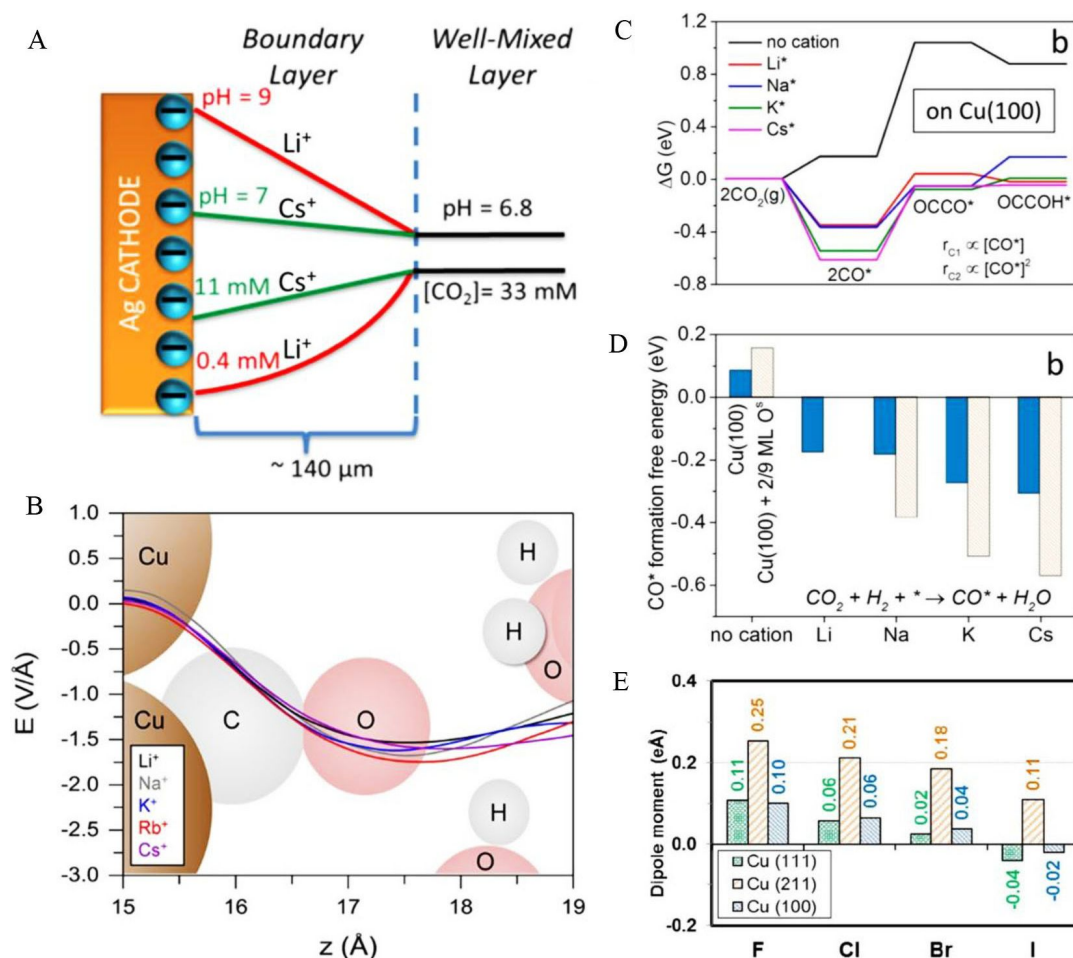 A
Boundary
Layer
Well-Mixed
Layer
Ag CATHODE
pH = 9
Li⁺
pH = 7
Cs⁺
pH = 6.8
11 mM
Cs⁺
[CO₂]= 33 mM
0.4 mM
Li⁺
~ 140 µm
B
E (V/Å)
1.0
0.5
0.0
-0.5
-1.0
-1.5
-2.0
-2.5
-3.0
Cu
Cu
C
O
H
H
O
H
O
Li⁺
Na⁺
K⁺
Rb⁺
Cs⁺
15 16 17 18 19
z (Å)
C
b
ΔG (eV)
1.2
0.8
0.4
0.0
-0.4
-0.8
no cation
Li*
Na*
K*
Cs*
on Cu(100)
2CO₂(g)
2CO*
OCCO*
OCCOH*
r_C1 ∝ [CO*]
r_C2 ∝ [CO*]²
D
b
CO* formation free energy (eV)
0.2
0.0
-0.2
-0.4
-0.6
Cu(100)
Cu(100) + 2/9 ML Oˢ
CO₂ + H₂ + * → CO* + H₂O
no cation Li Na K Cs
E
Dipole moment (eÅ)
0.4
0.2
0.0
-0.2
0.11 0.25 0.10
0.06 0.21 0.06
0.02 0.18 0.04
-0.04 0.11 -0.02
Cu (111)
Cu (211)
Cu (100)
F Cl Br I